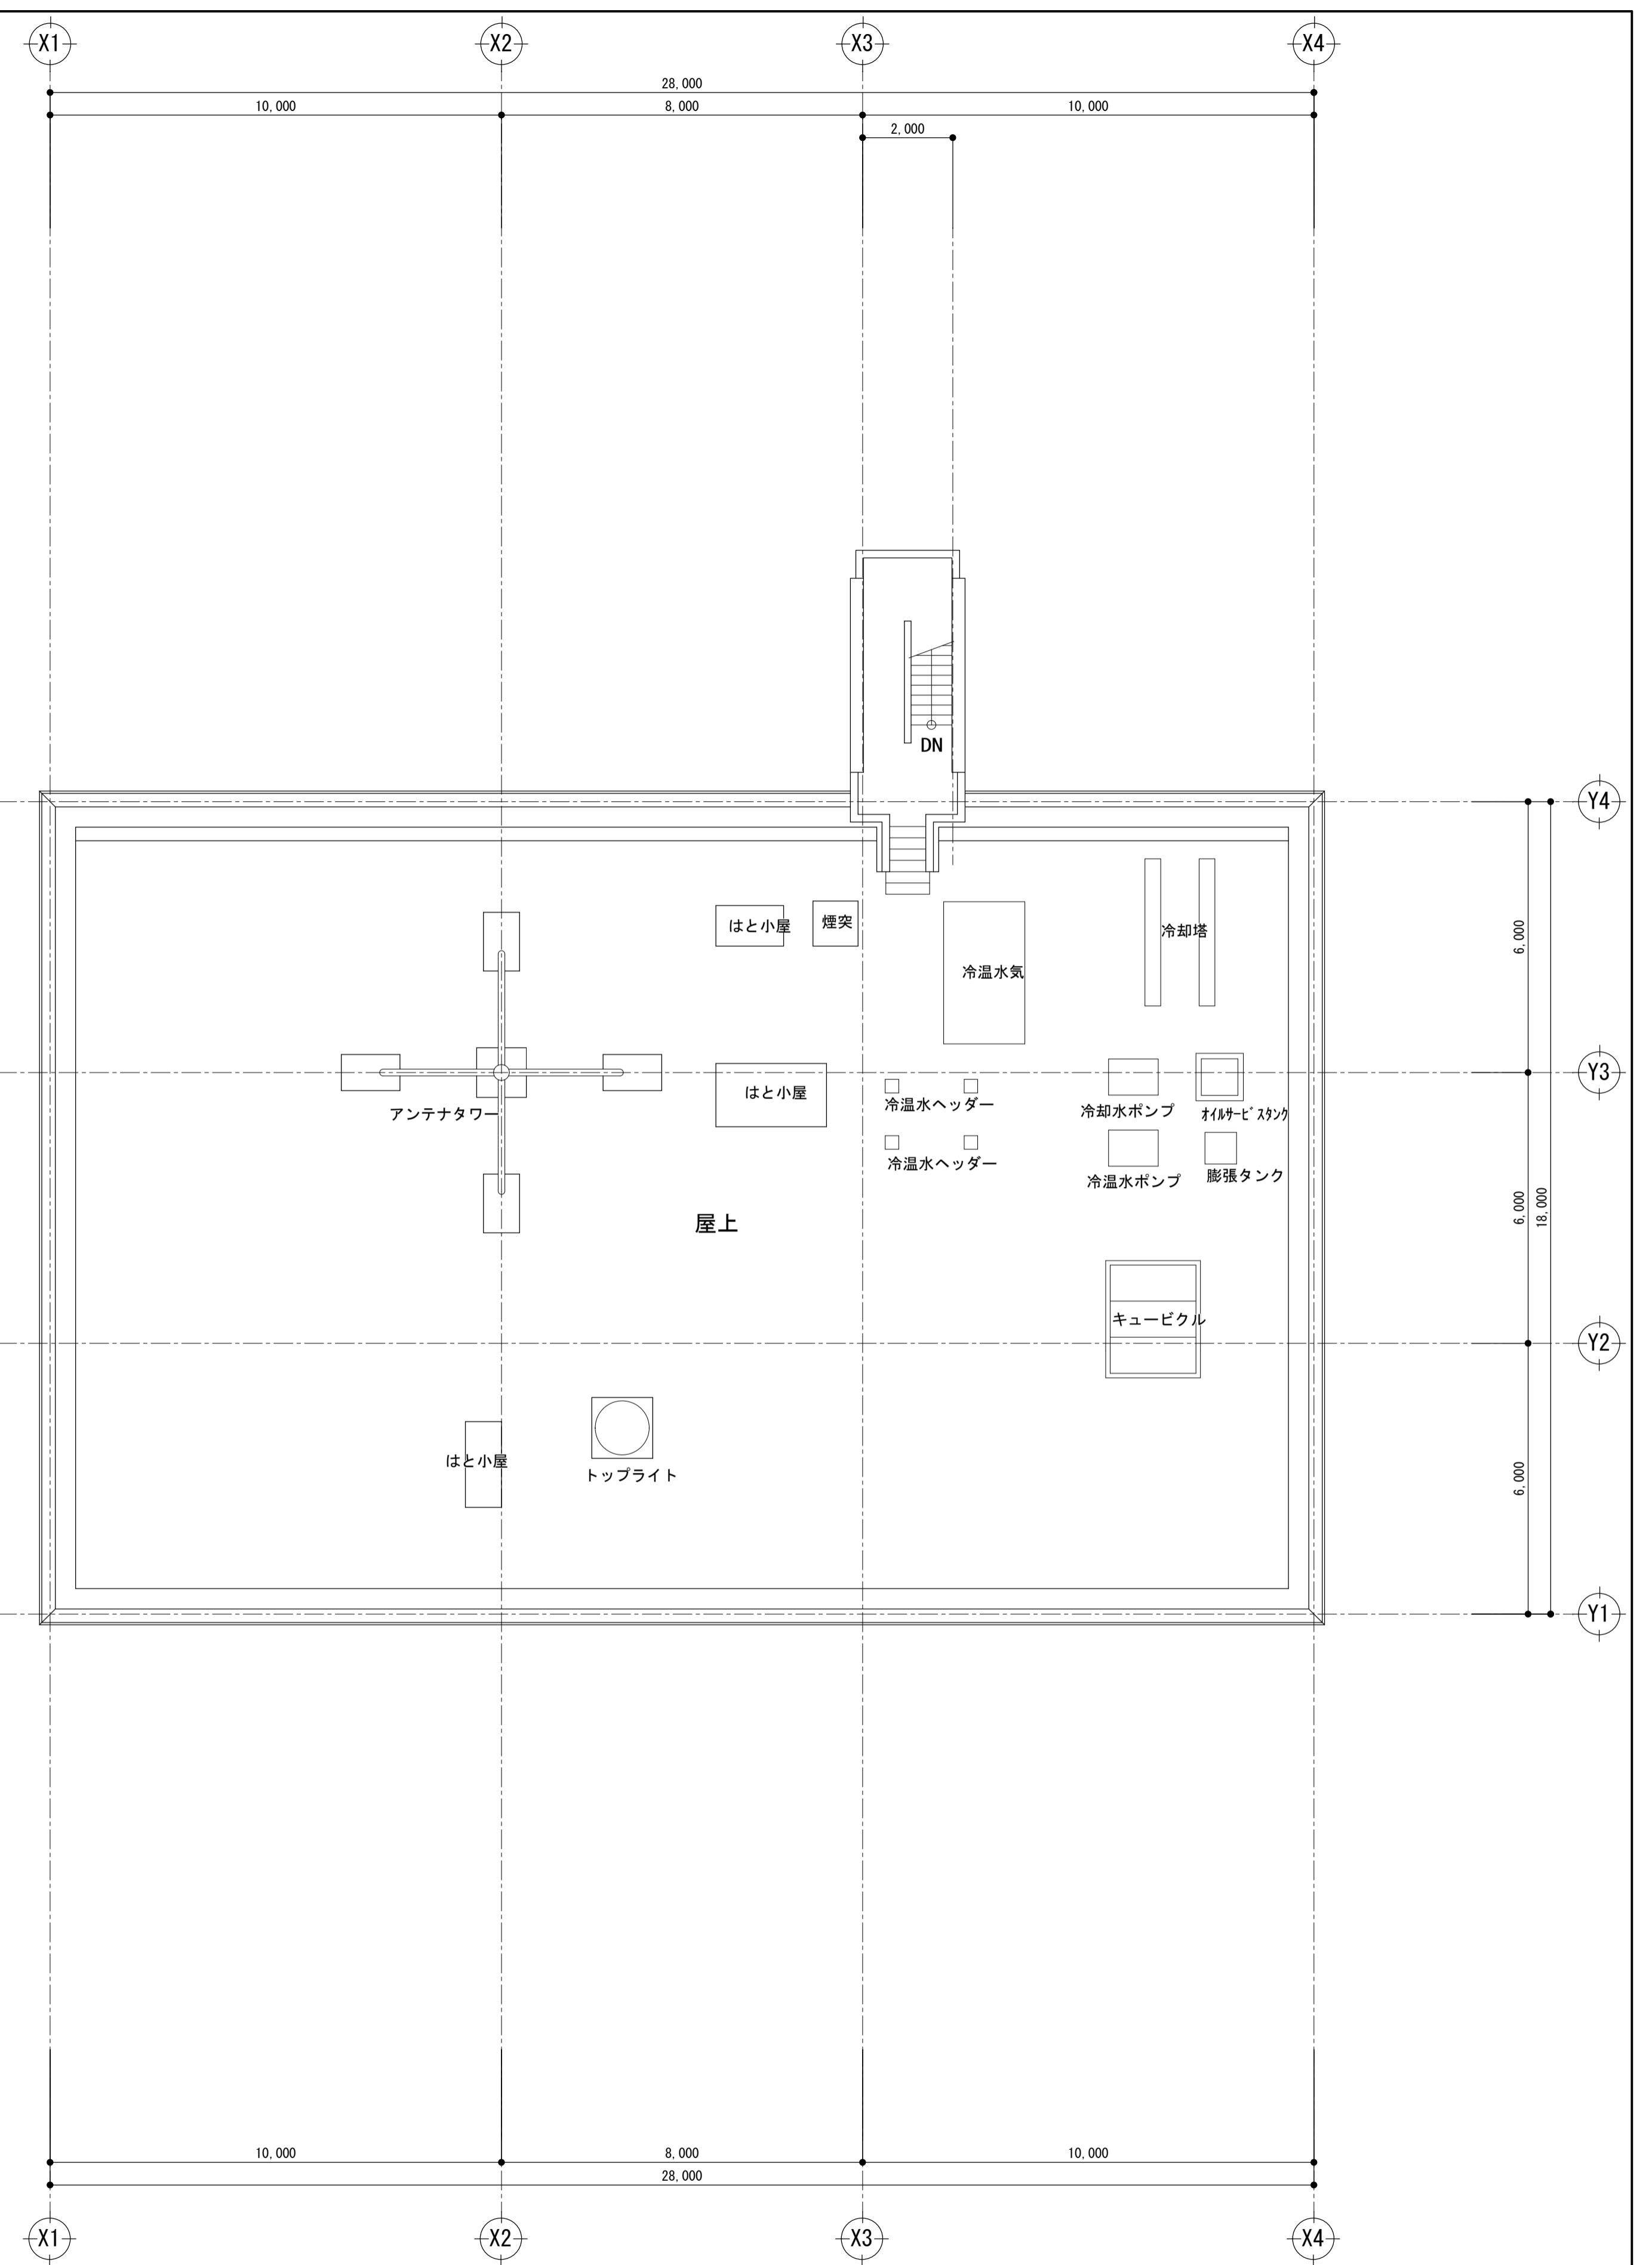 X1
X2
X3
X4
28,000
10,000
8,000
10,000
2,000
DN
Y4
はと小屋
煙突
冷却塔
6,000
冷温水気
Y3
はと小屋
冷温水ヘッダー
冷却水ポンプ
オイルサービスタンク
アンテナタワー
冷温水ヘッダー
冷温水ポンプ
膨張タンク
6,000
18,000
屋上
キュービクル
Y2
はと小屋
トップライト
6,000
Y1
10,000
8,000
10,000
28,000
X1
X2
X3
X4